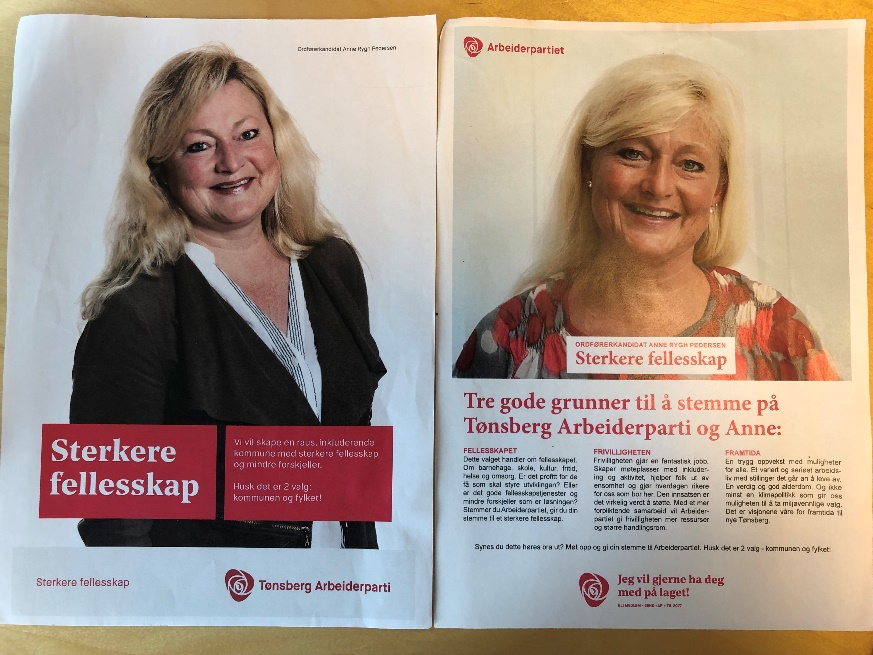 Ordførerkandidat Anne Rygh Pedersen
Sterkere
fellesskap
Vi vil skape en raus, inkluderende
kommune med sterkere fellesskap
og mindre forskjeller.
Husk det er 2 valg:
kommunen og fylket!
Sterkere fellesskap
Tønsberg Arbeiderparti
Arbeiderpartiet
ORDFØRERKANDIDAT ANNE RYGH PEDERSEN
Sterkere fellesskap
Tre gode grunner til å stemme på
Tønsberg Arbeiderparti og Anne:
FELLESSKAPET
Dette valget handler om fellesskapet.
Om barnehage, skole, kultur, fritid,
helse og omsorg. Er det profitt for de
få som skal styre utviklingen? Eller
er det gode fellesskapstjenester og
mindre forskjeller som er løsningen?
Stemmer du Arbeiderpartiet, gir du din
stemme til et sterkere fellesskap.
FRIVILLIGHETEN
Frivilligheten gjør en fantastisk jobb.
Skaper møteplasser med inkluder-
ing og aktivitet, hjelper folk ut av
ensomhet og gjør hverdagen rikere
for oss som bor her. Den innsatsen er
det virkelig verdt å støtte. Med et mer
forpliktende samarbeid vil Arbeider-
partiet gi frivilligheten mer ressurser
og større handlingsrom.
FRAMTIDA
En trygg oppvekst med muligheter
for alle. Et variert og seriøst arbeids-
liv med stillinger det går an å leve av.
En verdig og god alderdom. Og ikke
minst en klimapolitikk som gir oss
muligheten til å ta miljøvennlige valg.
Det er visjonene våre for framtida til
nye Tønsberg.
Synes du dette høres bra ut? Møt opp og gi din stemme til Arbeiderpartiet. Husk det er 2 valg - kommunen og fylket!
Jeg vil gjerne ha deg
med på laget!